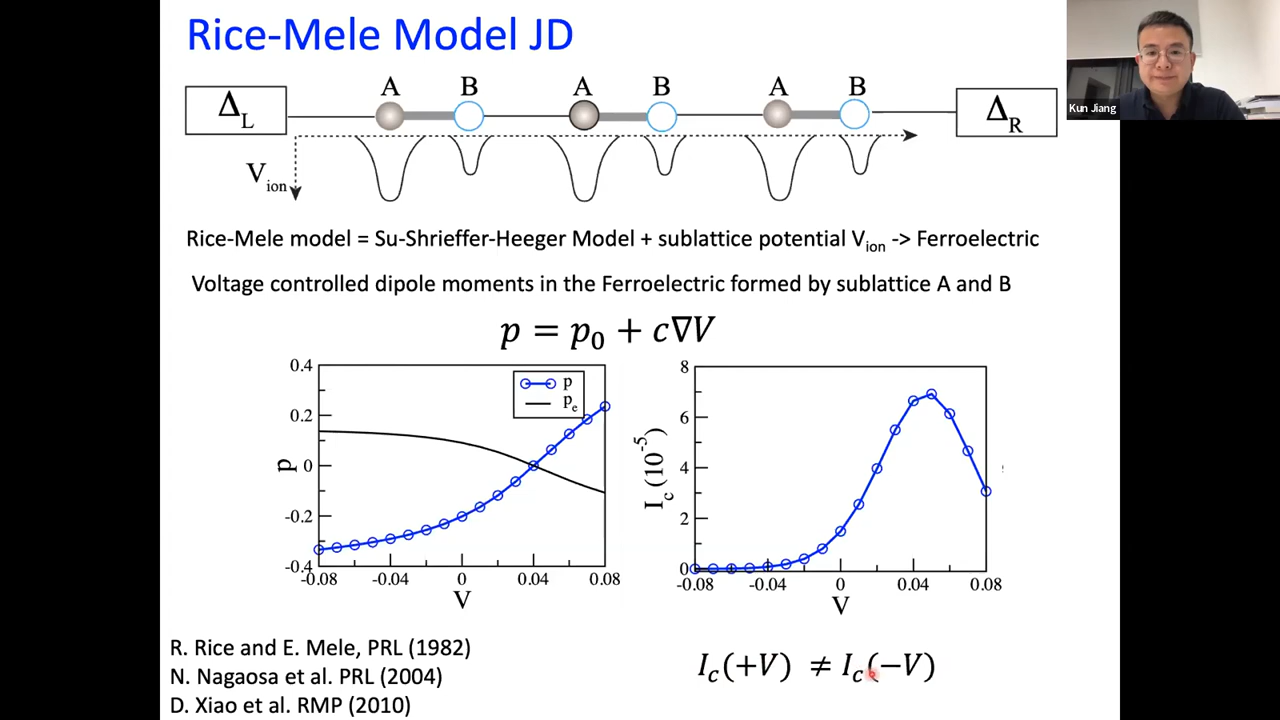 Rice-Mele Model JD
Kun Jiang
A B A B A B
Δ_L Δ_R
V_ion
Rice-Mele model = Su-Shrieffer-Heeger Model + sublattice potential V_ion -> Ferroelectric
Voltage controlled dipole moments in the Ferroelectric formed by sublattice A and B
p = p_0 + c∇V
0.4
0.2
0
-0.2
-0.4
p
-0.08 -0.04 0 0.04 0.08
V
p
p_e
8
6
4
2
0
I_c (10^-5)
-0.08 -0.04 0 0.04 0.08
V
R. Rice and E. Mele, PRL (1982)
N. Nagaosa et al. PRL (2004)
D. Xiao et al. RMP (2010)
I_c(+V) ≠ I_c(−V)